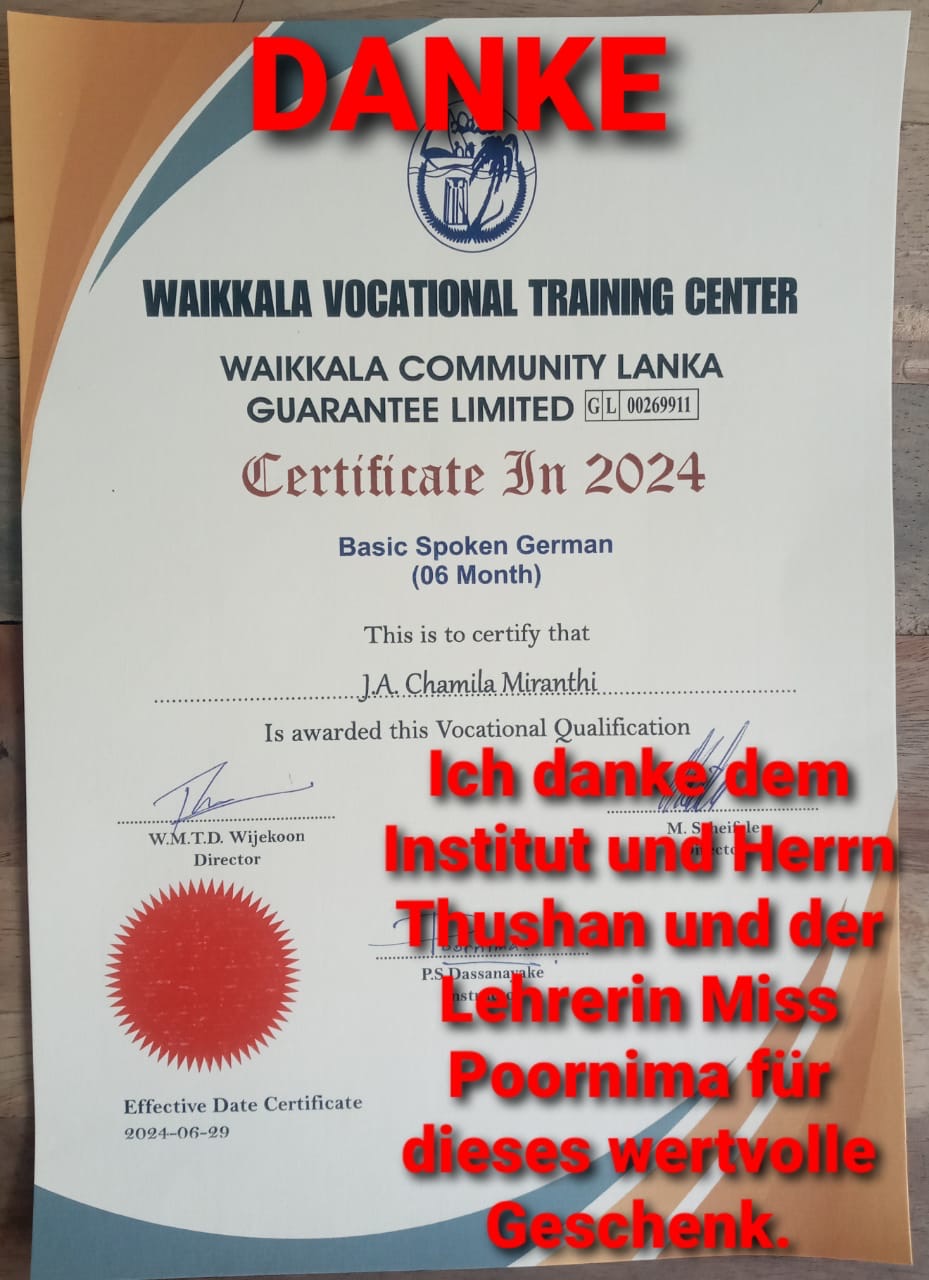 DANKE
WAIKKALA VOCATIONAL TRAINING CENTER
WAIKKALA COMMUNITY LANKA
GUARANTEE LIMITED GL 00269911
Certificate In 2024
Basic Spoken German
(06 Month)
This is to certify that
J.A. Chamila Miranthi
Is awarded this Vocational Qualification
Ich danke dem
W.M.T.D. Wijekoon
Director
Institut und Herrn
Thushan und der
P.S Dassanayake
Lehrerin Miss
Poornima für
Effective Date Certificate
2024-06-29
dieses wertvolle
Geschenk.